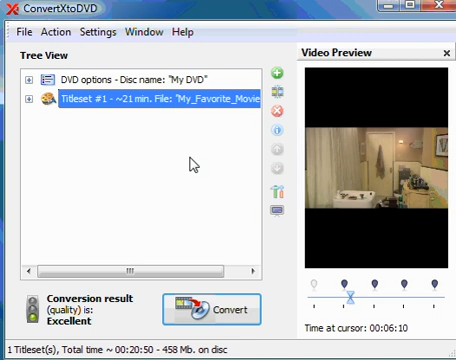 ConvertXtoDVD
File Action Settings Window Help
Tree View
Video Preview
DVD options - Disc name: "My DVD"
Titleset #1 - ~21 min. File: "My_Favorite_Movie
Conversion result
(quality) is:
Excellent
Convert
Time at cursor: 00:06:10
1 Titleset(s), Total time ~ 00:20:50 - 458 Mb. on disc